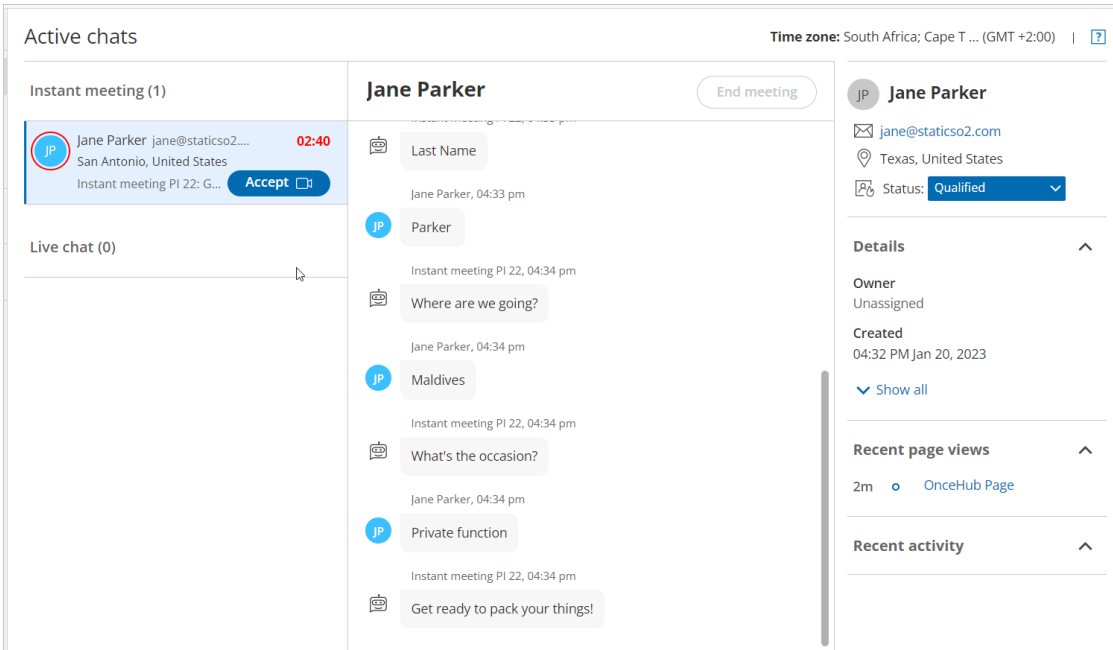 Active chats
Time zone: South Africa; Cape T ... (GMT +2:00) | ?
Instant meeting (1)
JP
Jane Parker jane@staticso2.... 02:40
San Antonio, United States
Instant meeting PI 22: G... Accept
Live chat (0)
Jane Parker End meeting
Last Name
Jane Parker, 04:33 pm
JP Parker
Instant meeting PI 22, 04:34 pm
Where are we going?
Jane Parker, 04:34 pm
JP Maldives
Instant meeting PI 22, 04:34 pm
What's the occasion?
Jane Parker, 04:34 pm
JP Private function
Instant meeting PI 22, 04:34 pm
Get ready to pack your things!
JP Jane Parker
jane@staticso2.com
Texas, United States
Status: Qualified
Details
Owner
Unassigned
Created
04:32 PM Jan 20, 2023
Show all
Recent page views
2m OnceHub Page
Recent activity